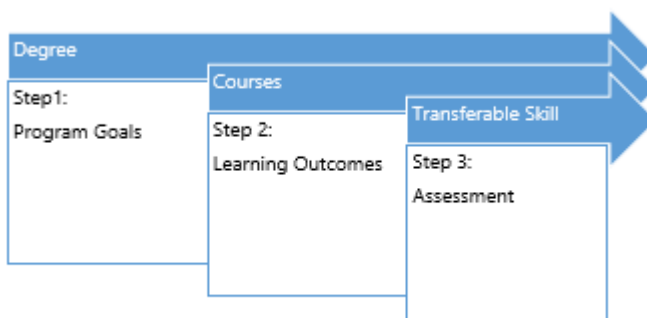 Degree
Step1:
Program Goals
Courses
Step 2:
Learning Outcomes
Transferable Skill
Step 3:
Assessment